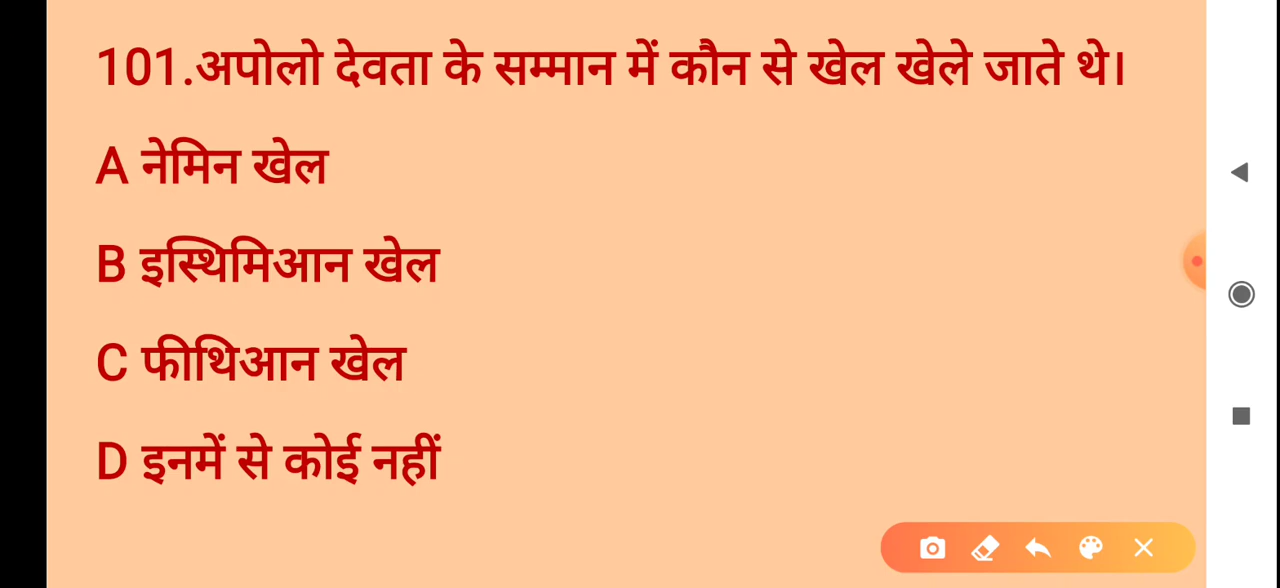 101.अपोलो देवता के सम्मान में कौन से खेल खेले जाते थे।
A नेमिन खेल
B इस्थिमिआन खेल
C फीथिआन खेल
D इनमें से कोई नहीं